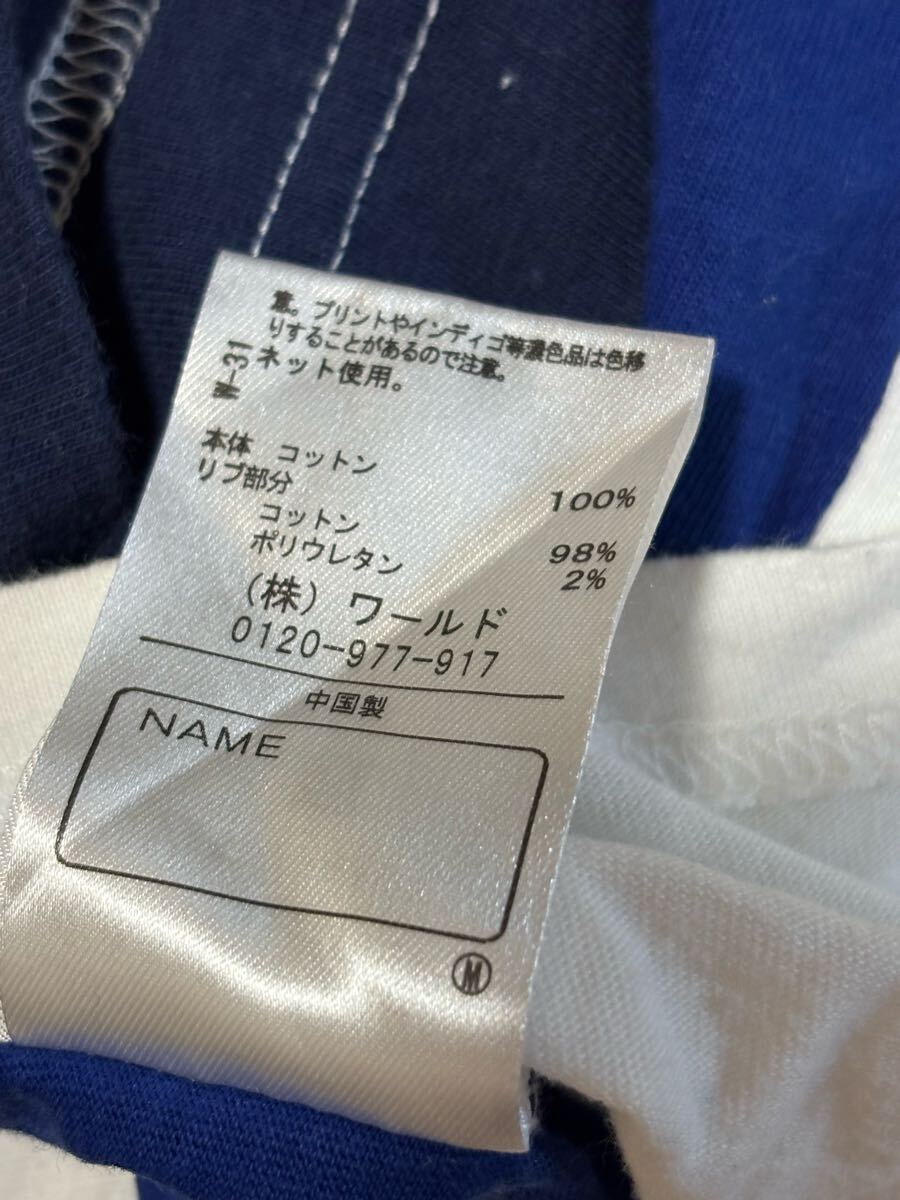 意。プリントやインディゴ等濃色品は色移
りすることがあるので注意。
ネット使用。
W-31
本体 コットン 100%
リブ部分
コットン 98%
ポリウレタン 2%
(株) ワールド
0120-977-917
中国製
NAME
M